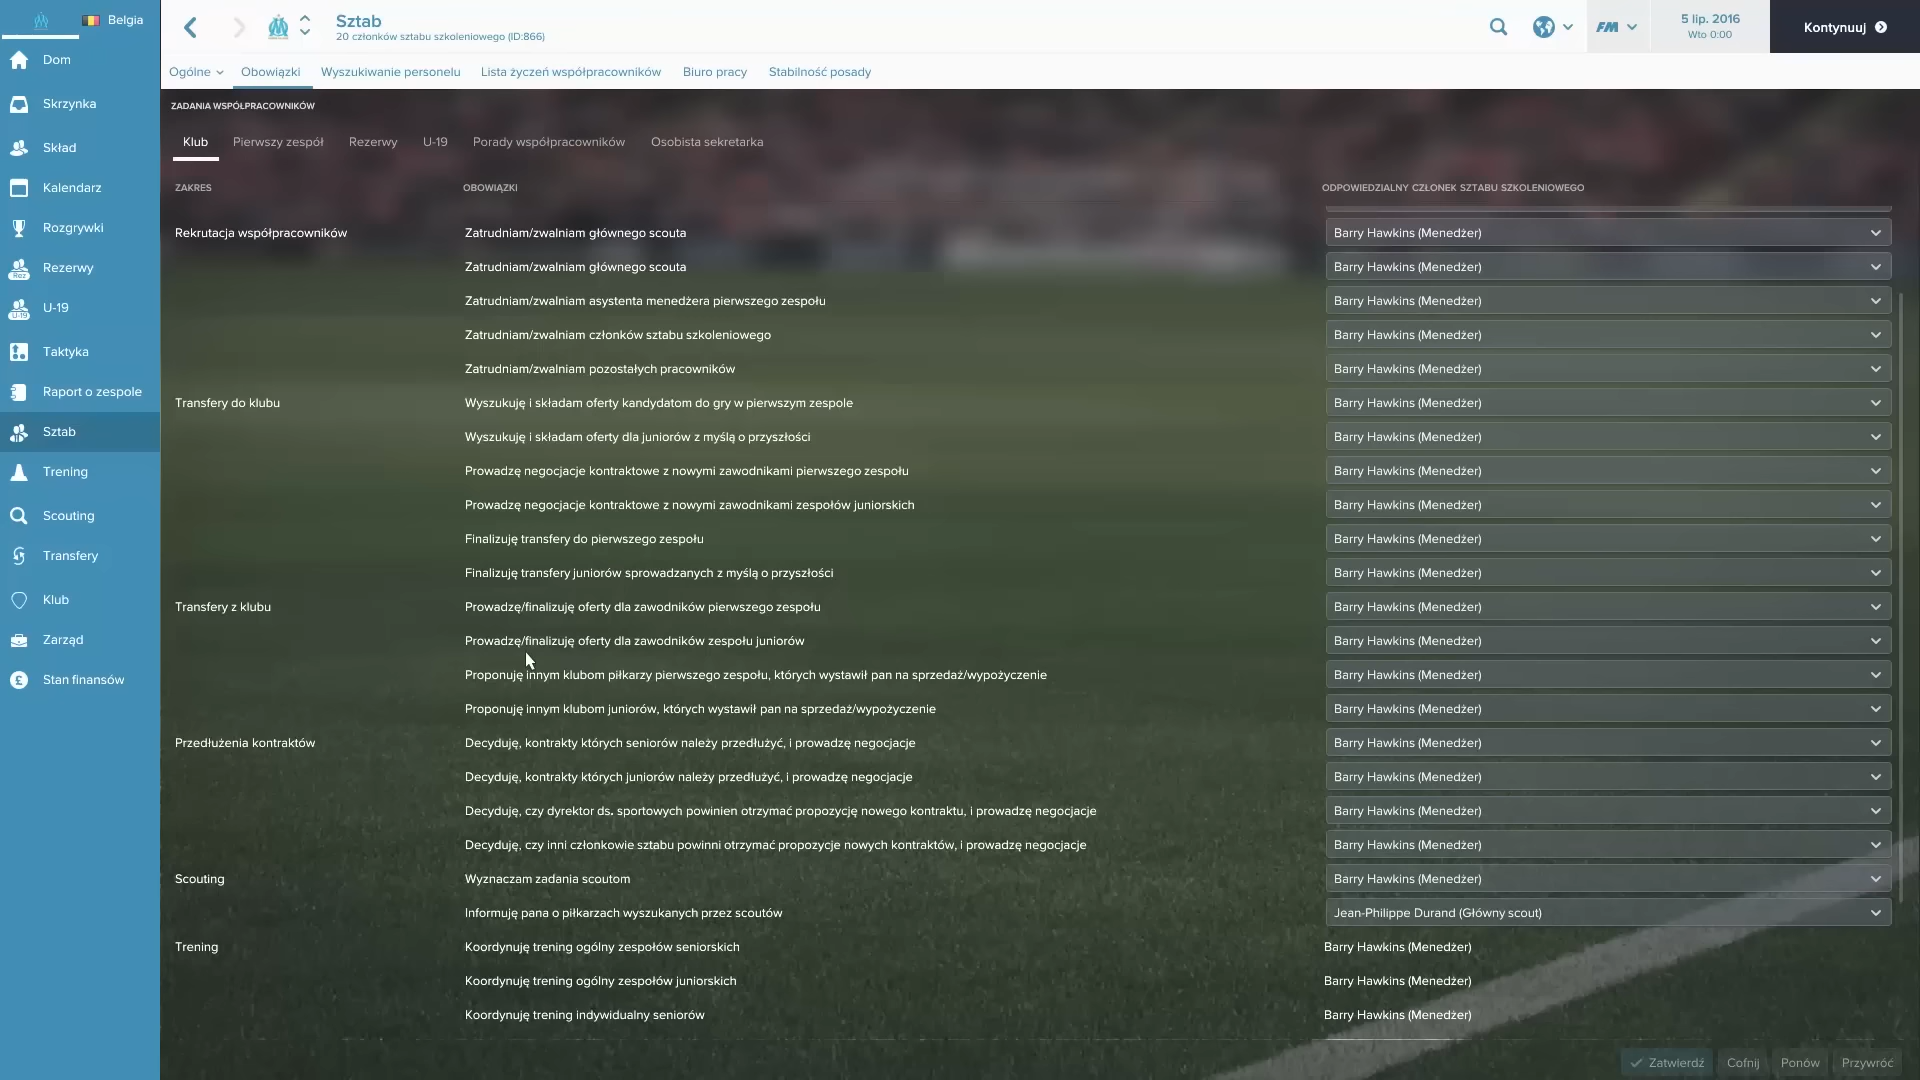 Belgia
Sztab
20 członków sztabu szkoleniowego (ID:866)
FM
5 lip. 2016
Wto 0:00
Kontynuuj
Ogólne
Obowiązki
Wyszukiwanie personelu
Lista życzeń współpracowników
Biuro pracy
Stabilność posady
Dom
Skrzynka
Skład
Kalendarz
Rozgrywki
Rez
Rezerwy
U-19
U-19
Taktyka
Raport o zespole
Sztab
Trening
Scouting
Transfery
Klub
Zarząd
£
Stan finansów
ZADANIA WSPÓŁPRACOWNIKÓW
Klub
Pierwszy zespół
Rezerwy
U-19
Porady współpracowników
Osobista sekretarka
ZAKRES
OBOWIĄZKI
ODPOWIEDZIALNY CZŁONEK SZTABU SZKOLENIOWEGO
Rekrutacja współpracowników
Zatrudniam/zwalniam głównego scouta
Barry Hawkins (Menedżer)
Zatrudniam/zwalniam głównego scouta
Barry Hawkins (Menedżer)
Zatrudniam/zwalniam asystenta menedżera pierwszego zespołu
Barry Hawkins (Menedżer)
Zatrudniam/zwalniam członków sztabu szkoleniowego
Barry Hawkins (Menedżer)
Zatrudniam/zwalniam pozostałych pracowników
Barry Hawkins (Menedżer)
Transfery do klubu
Wyszukuję i składam oferty kandydatom do gry w pierwszym zespole
Barry Hawkins (Menedżer)
Wyszukuję i składam oferty dla juniorów z myślą o przyszłości
Barry Hawkins (Menedżer)
Prowadzę negocjacje kontraktowe z nowymi zawodnikami pierwszego zespołu
Barry Hawkins (Menedżer)
Prowadzę negocjacje kontraktowe z nowymi zawodnikami zespołów juniorskich
Barry Hawkins (Menedżer)
Finalizuję transfery do pierwszego zespołu
Barry Hawkins (Menedżer)
Finalizuję transfery juniorów sprowadzanych z myślą o przyszłości
Barry Hawkins (Menedżer)
Transfery z klubu
Prowadzę/finalizuję oferty dla zawodników pierwszego zespołu
Barry Hawkins (Menedżer)
Prowadzę/finalizuję oferty dla zawodników zespołu juniorów
Barry Hawkins (Menedżer)
Proponuję innym klubom piłkarzy pierwszego zespołu, których wystawił pan na sprzedaż/wypożyczenie
Barry Hawkins (Menedżer)
Proponuję innym klubom juniorów, których wystawił pan na sprzedaż/wypożyczenie
Barry Hawkins (Menedżer)
Przedłużenia kontraktów
Decyduję, kontrakty których seniorów należy przedłużyć, i prowadzę negocjacje
Barry Hawkins (Menedżer)
Decyduję, kontrakty których juniorów należy przedłużyć, i prowadzę negocjacje
Barry Hawkins (Menedżer)
Decyduję, czy dyrektor ds. sportowych powinien otrzymać propozycję nowego kontraktu, i prowadzę negocjacje
Barry Hawkins (Menedżer)
Decyduję, czy inni członkowie sztabu powinni otrzymać propozycje nowych kontraktów, i prowadzę negocjacje
Barry Hawkins (Menedżer)
Scouting
Wyznaczam zadania scoutom
Barry Hawkins (Menedżer)
Informuję pana o piłkarzach wyszukanych przez scoutów
Jean-Philippe Durand (Główny scout)
Trening
Koordynuję trening ogólny zespołów seniorskich
Barry Hawkins (Menedżer)
Koordynuję trening ogólny zespołów juniorskich
Barry Hawkins (Menedżer)
Koordynuję trening indywidualny seniorów
Barry Hawkins (Menedżer)
Zatwierdź
Cofnij
Ponów
Przywróć